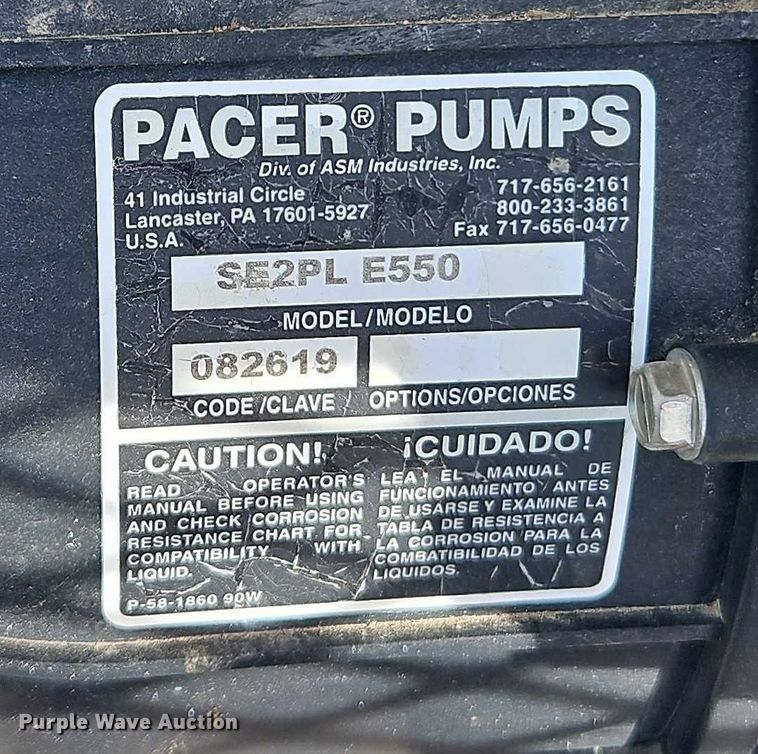 PACER® PUMPS
Div. of ASM Industries, Inc.
41 Industrial Circle
Lancaster, PA 17601-5927
U.S.A.
717-656-2161
800-233-3861
Fax 717-656-0477
SE2PL E550
MODEL/MODELO
082619
CODE/CLAVE
OPTIONS/OPCIONES
CAUTION!
READ OPERATOR'S
MANUAL BEFORE USING
AND CHECK CORROSION
RESISTANCE CHART FOR
COMPATIBILITY WITH
LIQUID.
¡CUIDADO!
LEA EL MANUAL DE
FUNCIONAMIENTO ANTES
DE USARSE Y EXAMINE LA
TABLA DE RESISTENCIA A
LA CORROSION PARA LA
COMBATIBILIDAD DE LOS
LIQUIDOS.
P-58-1860 90W
Purple Wave Auction